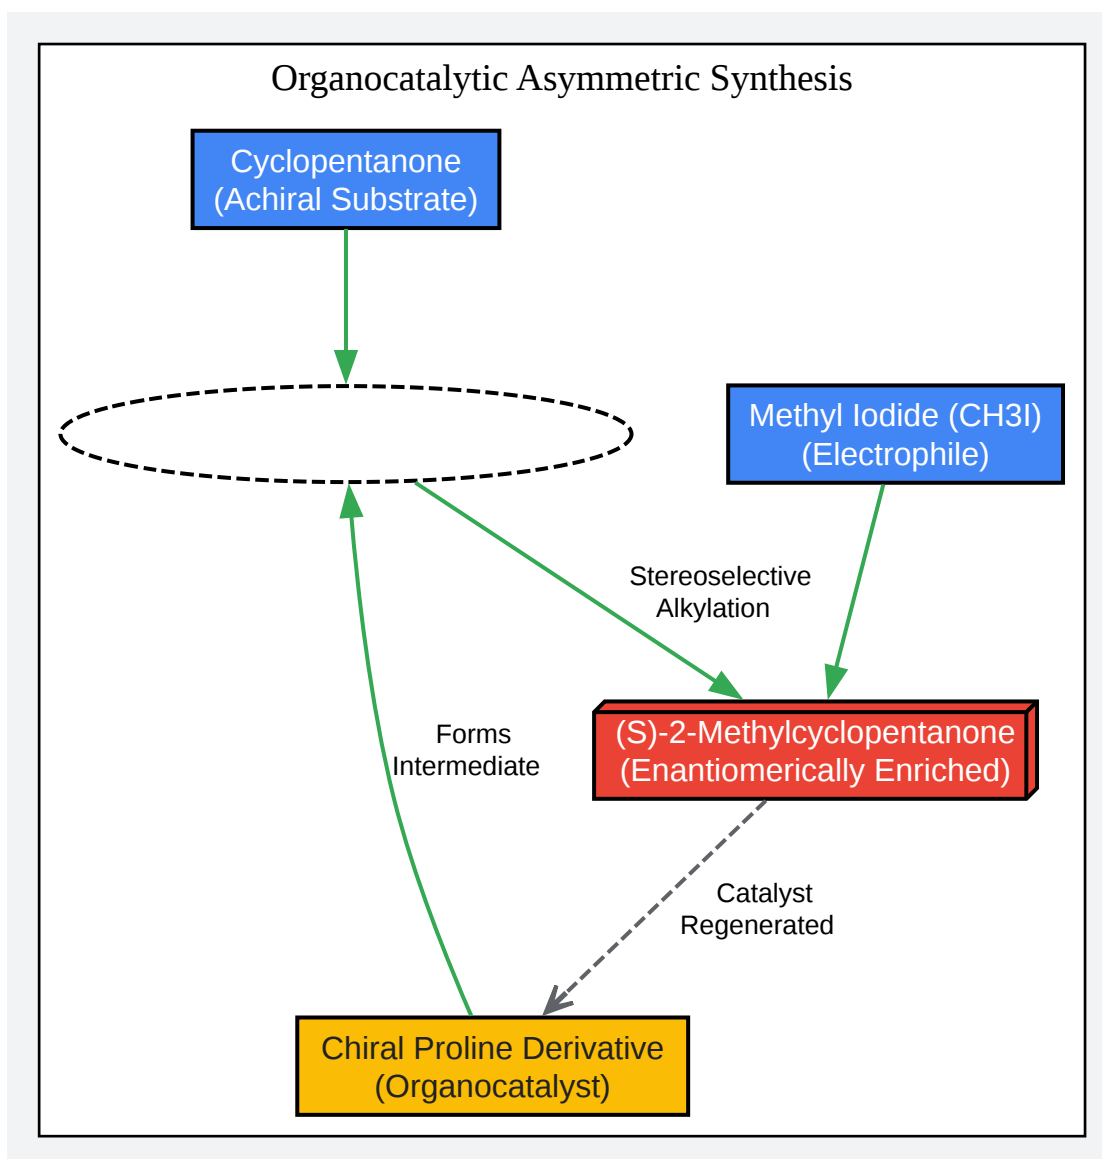 Organocatalytic Asymmetric Synthesis
Cyclopentanone
(Achiral Substrate)
Methyl Iodide (CH3I)
(Electrophile)
Stereoselective
Alkylation
(S)-2-Methylcyclopentanone
(Enantiomerically Enriched)
Forms
Intermediate
Catalyst
Regenerated
Chiral Proline Derivative
(Organocatalyst)